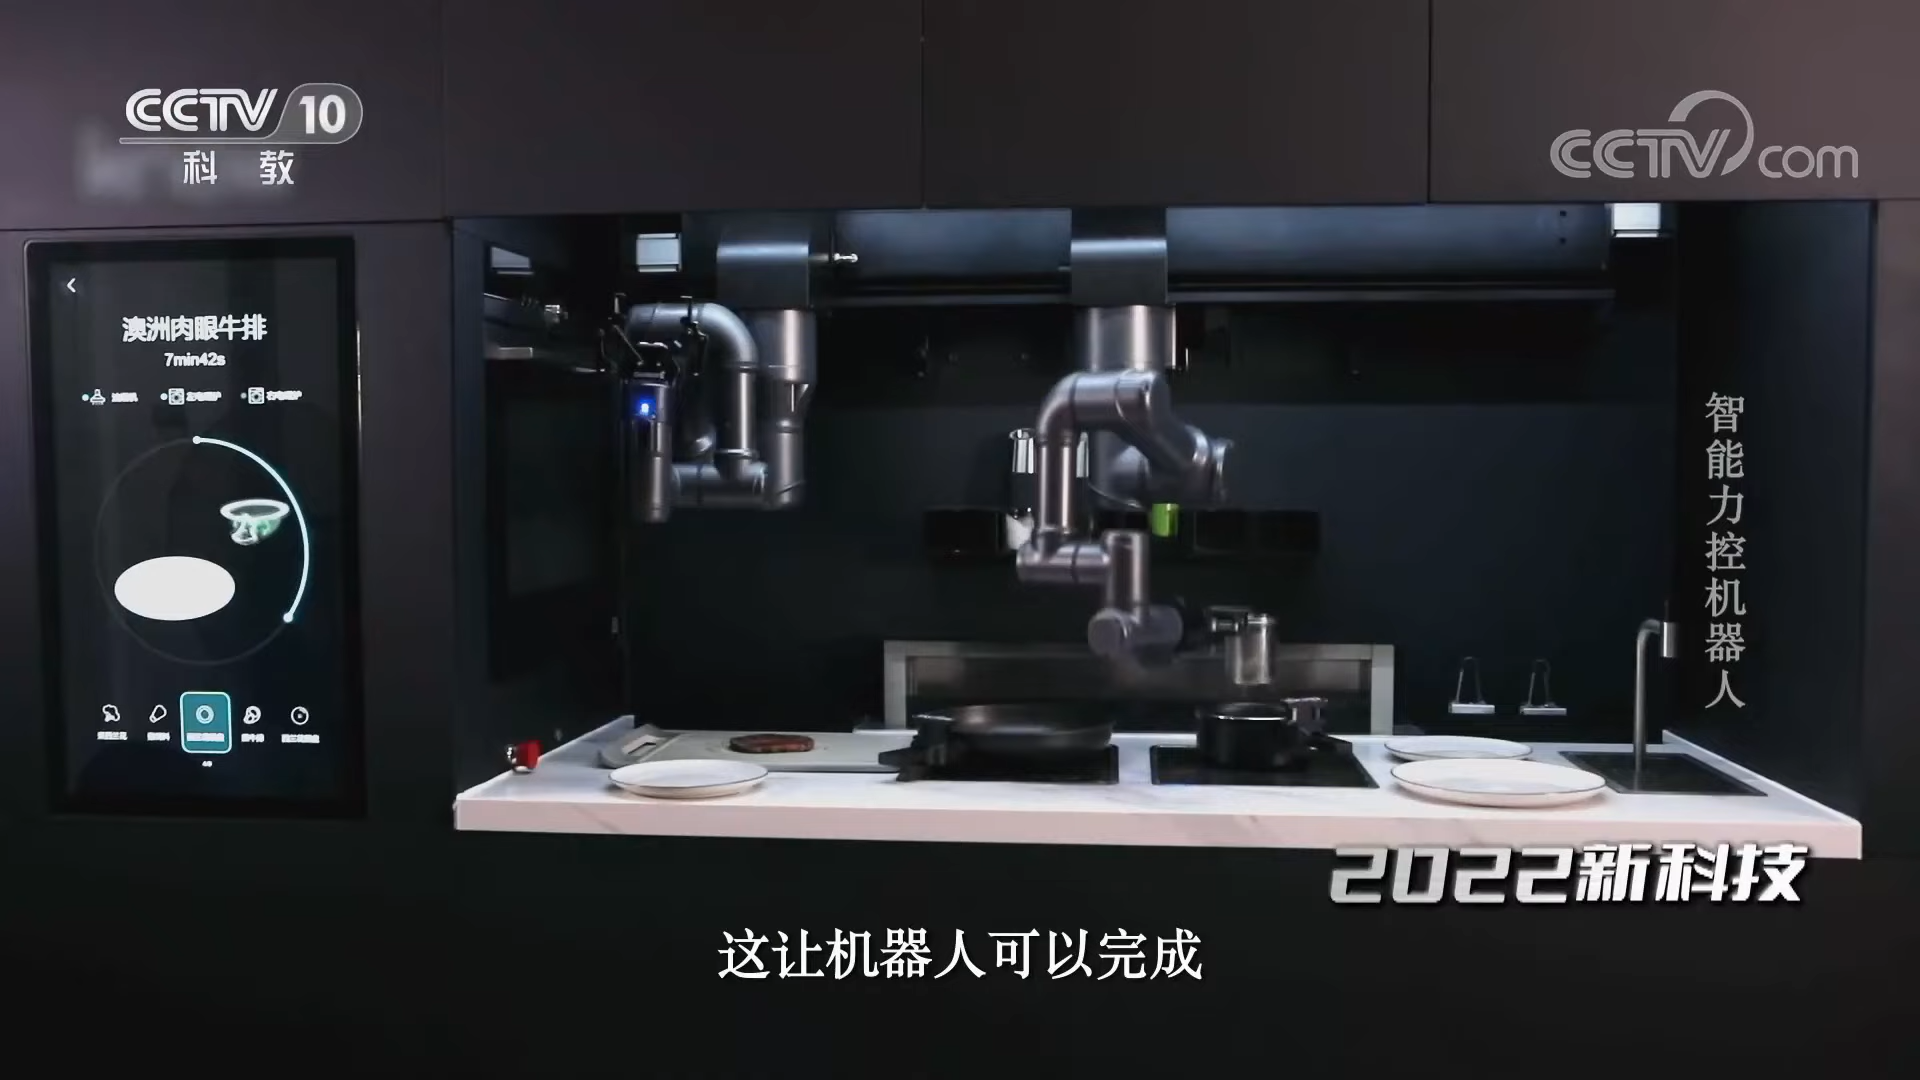 CCTV 10
科 教
CCTV com
澳洲肉眼牛排
7min42s
智能力控机器人
2022新科技
这让机器人可以完成